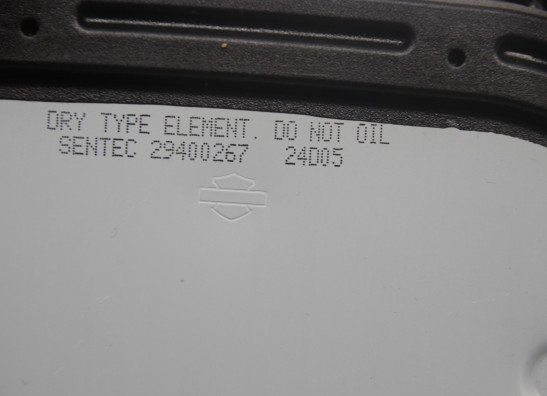 DRY TYPE ELEMENT. DO NOT OIL
SENTEC 29400267 24D05